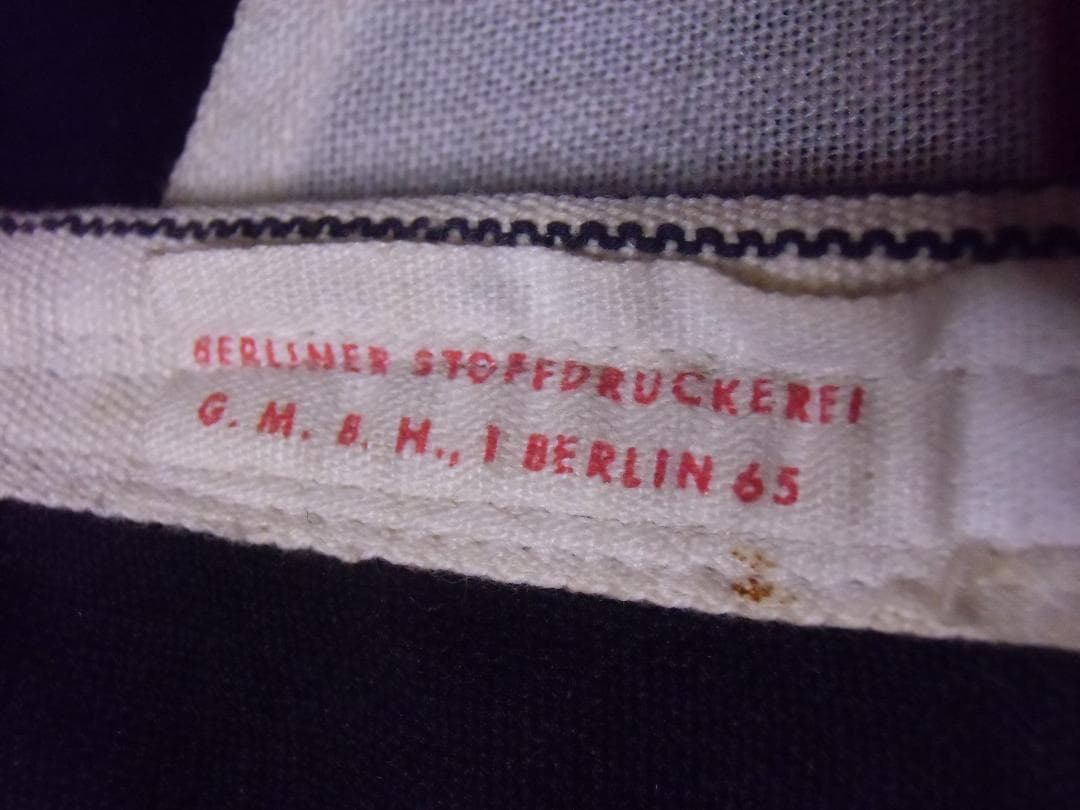 BERLINER STOFFDRUCKEREI
G. M. B. H., 1 BERLIN 65